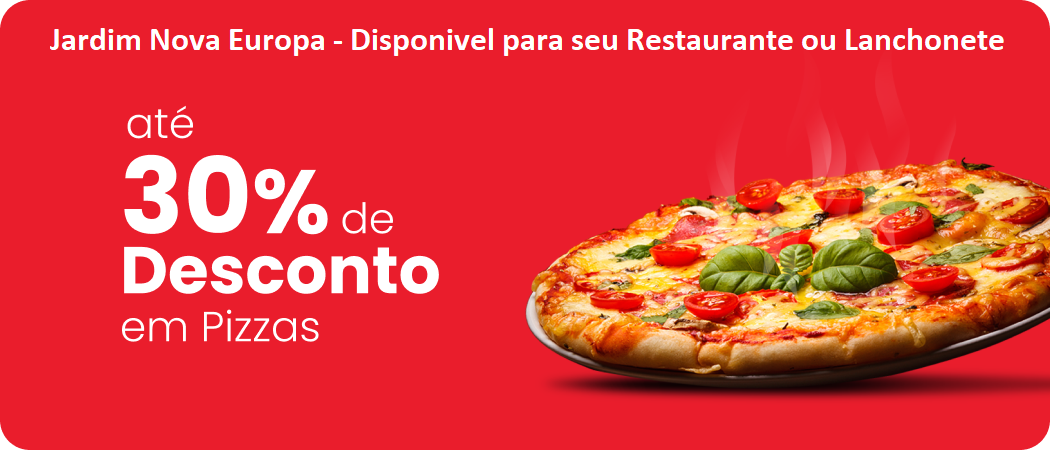 Jardim Nova Europa - Disponivel para seu Restaurante ou Lanchonete
até
30% de
Desconto
em Pizzas